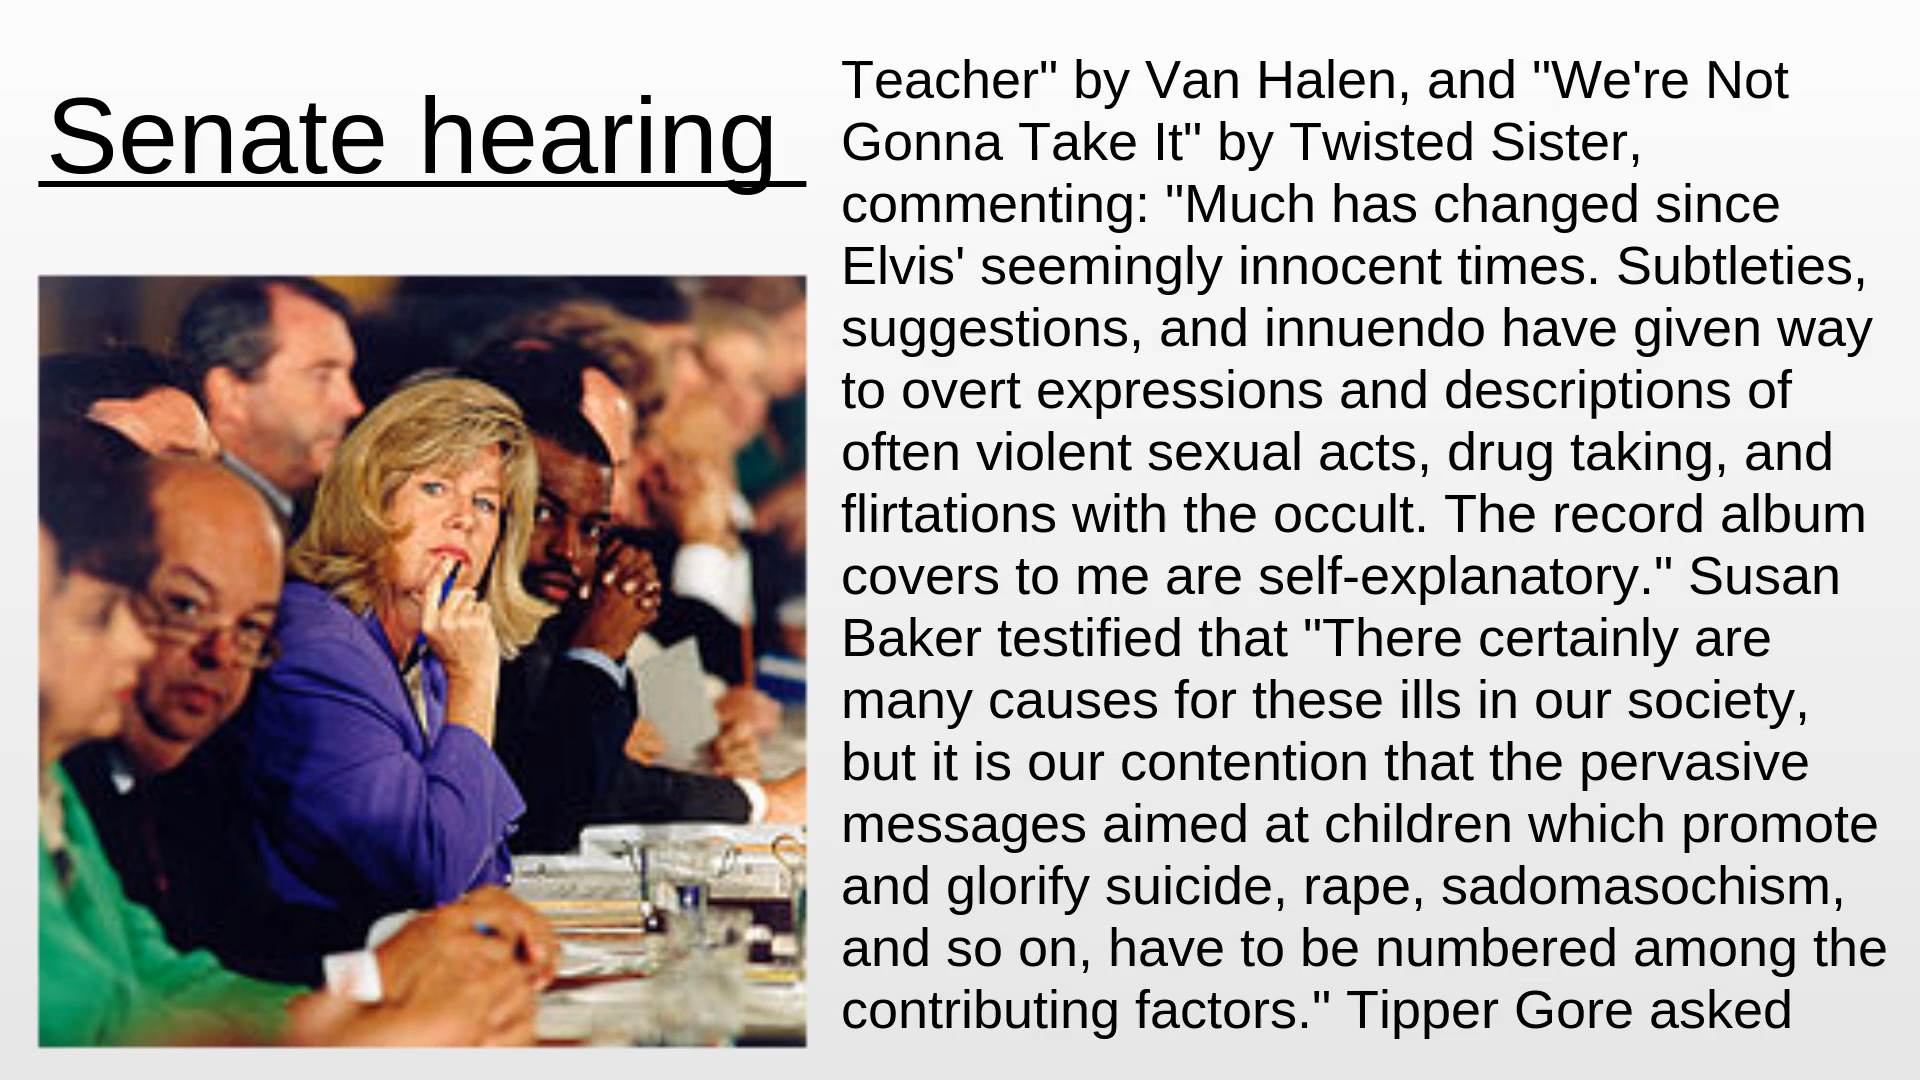 Senate hearing
Teacher" by Van Halen, and "We're Not
Gonna Take It" by Twisted Sister,
commenting: "Much has changed since
Elvis' seemingly innocent times. Subtleties,
suggestions, and innuendo have given way
to overt expressions and descriptions of
often violent sexual acts, drug taking, and
flirtations with the occult. The record album
covers to me are self-explanatory." Susan
Baker testified that "There certainly are
many causes for these ills in our society,
but it is our contention that the pervasive
messages aimed at children which promote
and glorify suicide, rape, sadomasochism,
and so on, have to be numbered among the
contributing factors." Tipper Gore asked